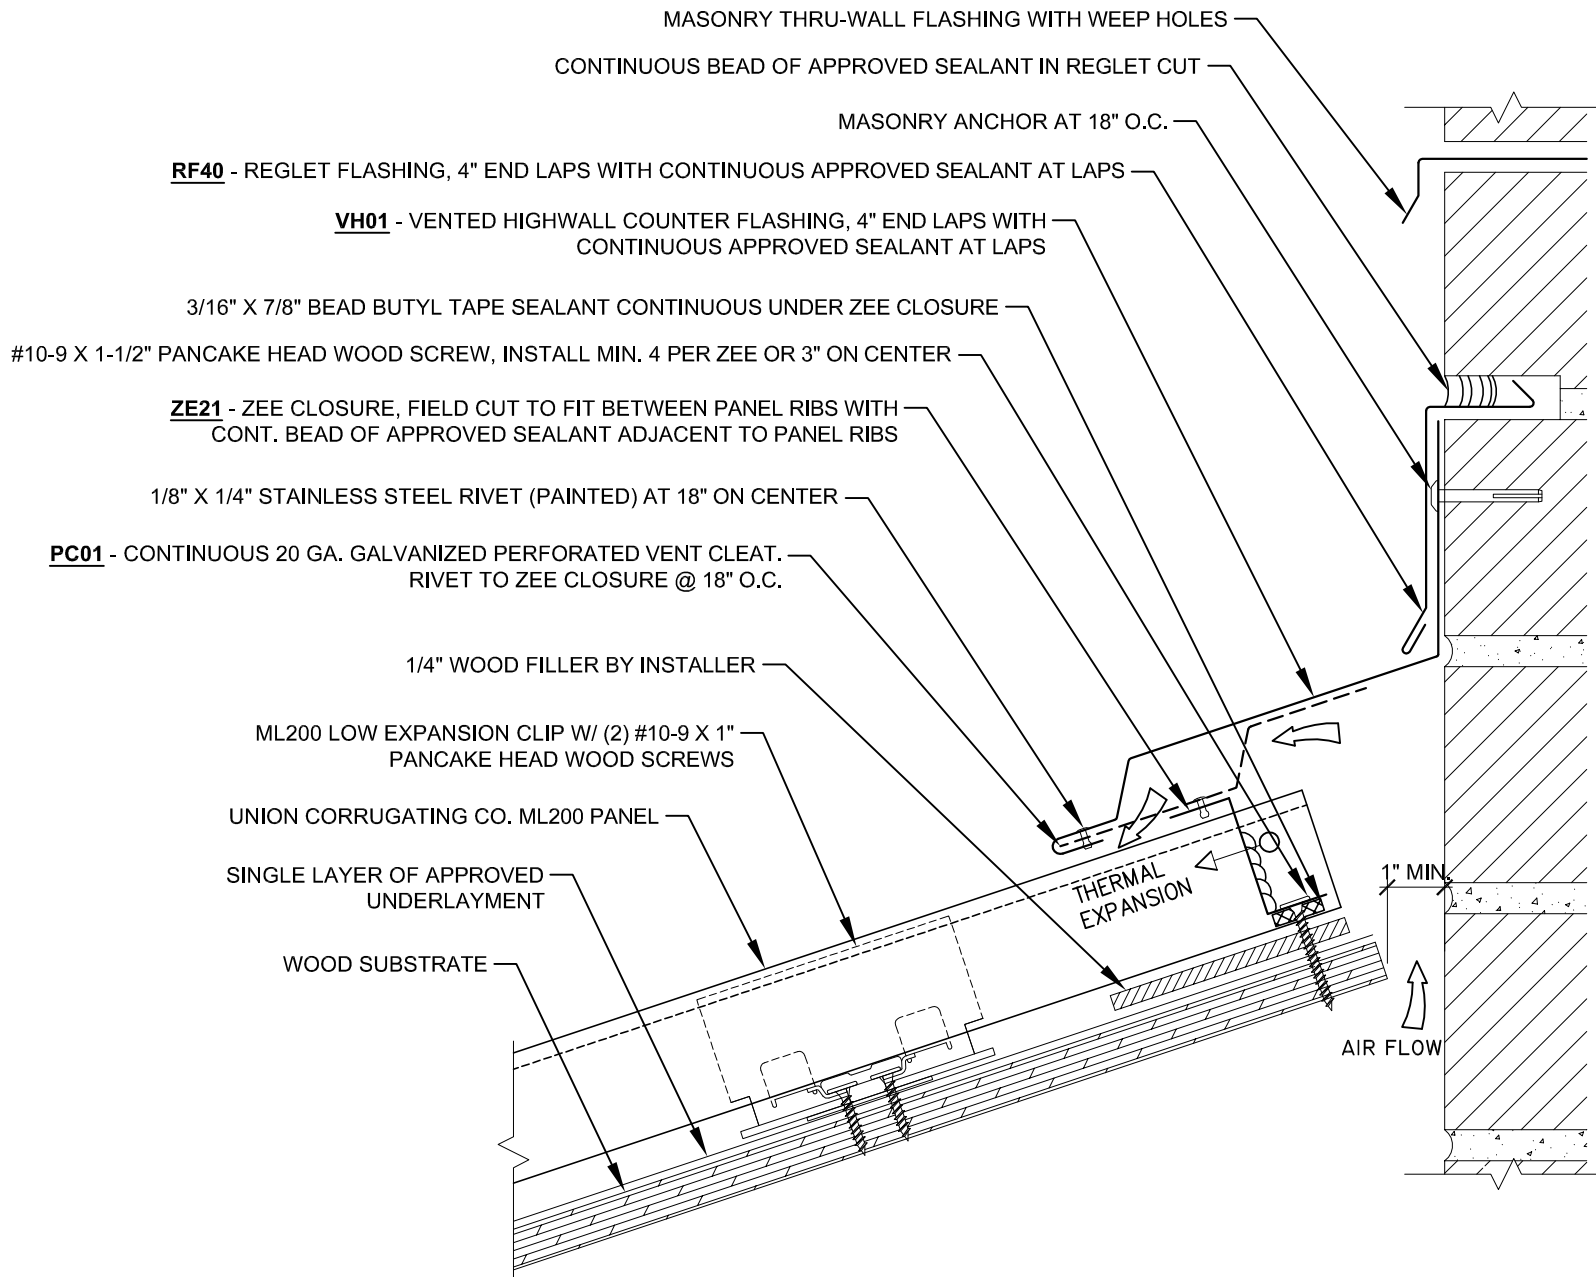 MASONRY THRU-WALL FLASHING WITH WEEP HOLES
CONTINUOUS BEAD OF APPROVED SEALANT IN REGLET CUT
MASONRY ANCHOR AT 18" O.C.
RF40 - REGLET FLASHING, 4" END LAPS WITH CONTINUOUS APPROVED SEALANT AT LAPS
VH01 - VENTED HIGHWALL COUNTER FLASHING, 4" END LAPS WITH
CONTINUOUS APPROVED SEALANT AT LAPS
3/16" X 7/8" BEAD BUTYL TAPE SEALANT CONTINUOUS UNDER ZEE CLOSURE
#10-9 X 1-1/2" PANCAKE HEAD WOOD SCREW, INSTALL MIN. 4 PER ZEE OR 3" ON CENTER
ZE21 - ZEE CLOSURE, FIELD CUT TO FIT BETWEEN PANEL RIBS WITH
CONT. BEAD OF APPROVED SEALANT ADJACENT TO PANEL RIBS
1/8" X 1/4" STAINLESS STEEL RIVET (PAINTED) AT 18" ON CENTER
PC01 - CONTINUOUS 20 GA. GALVANIZED PERFORATED VENT CLEAT.
RIVET TO ZEE CLOSURE @ 18" O.C.
1/4" WOOD FILLER BY INSTALLER
ML200 LOW EXPANSION CLIP W/ (2) #10-9 X 1"
PANCAKE HEAD WOOD SCREWS
UNION CORRUGATING CO. ML200 PANEL
SINGLE LAYER OF APPROVED
UNDERLAYMENT
WOOD SUBSTRATE
THERMAL
EXPANSION
1" MIN.
AIR FLOW